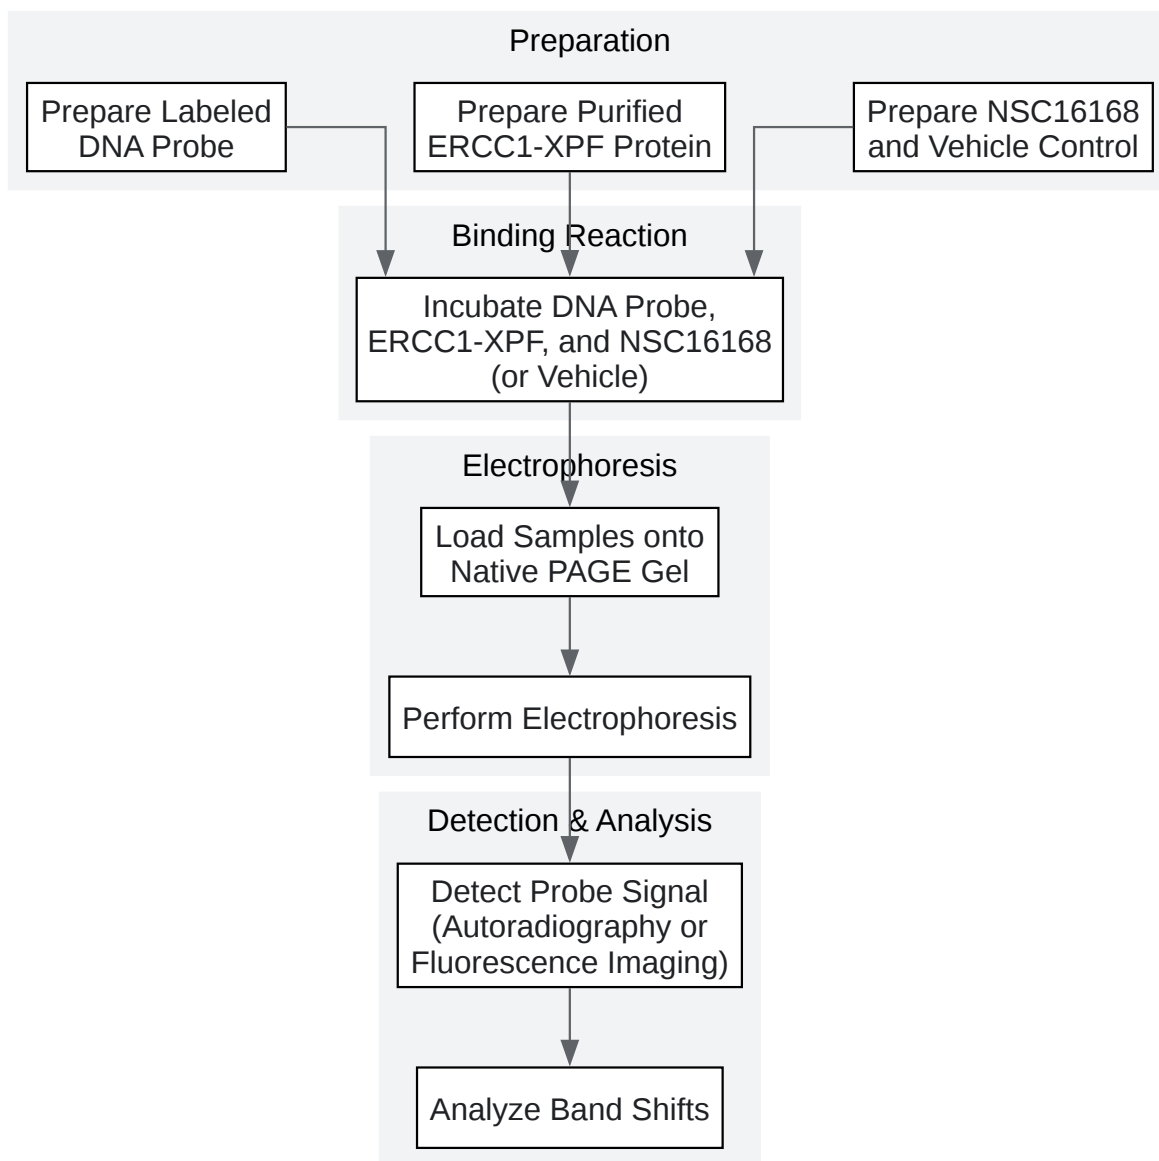 Preparation
Prepare Labeled
DNA Probe
Prepare Purified
ERCC1-XPF Protein
Prepare NSC16168
and Vehicle Control
Binding Reaction
Incubate DNA Probe,
ERCC1-XPF, and NSC16168
(or Vehicle)
Electrophoresis
Load Samples onto
Native PAGE Gel
Perform Electrophoresis
Detection & Analysis
Detect Probe Signal
(Autoradiography or
Fluorescence Imaging)
Analyze Band Shifts